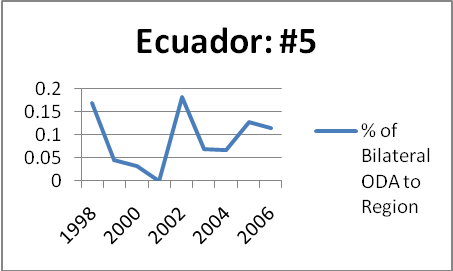 Ecuador: #5
0.2
0.15
0.1
0.05
0
1998
2000
2002
2004
2006
% of
Bilateral
ODA to
Region